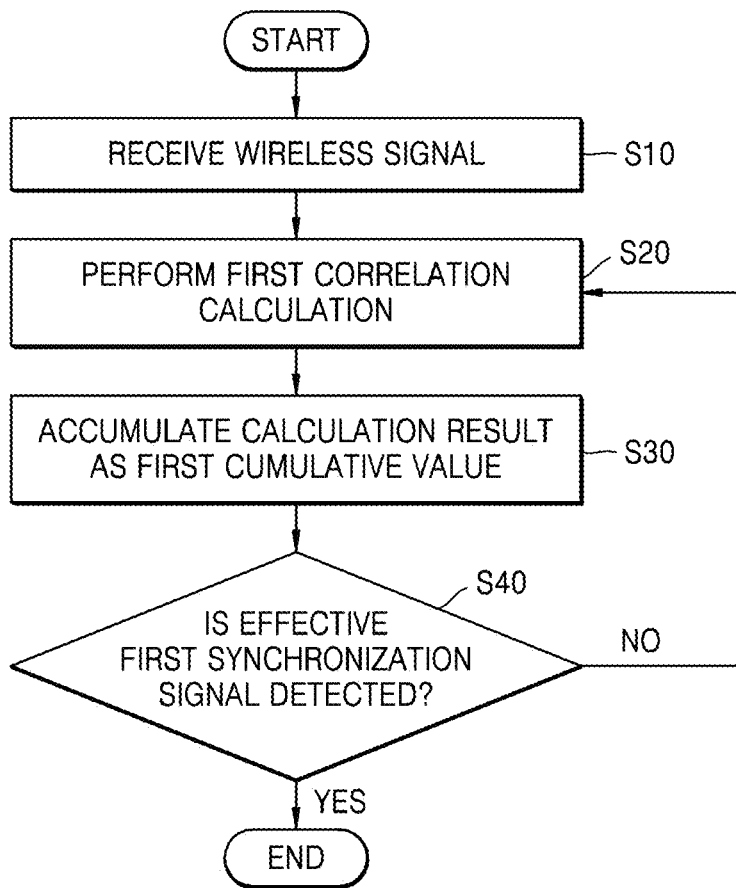 START
RECEIVE WIRELESS SIGNAL
S10
PERFORM FIRST CORRELATION
CALCULATION
S20
ACCUMULATE CALCULATION RESULT
AS FIRST CUMULATIVE VALUE
S30
S40
IS EFFECTIVE
FIRST SYNCHRONIZATION
SIGNAL DETECTED?
NO
YES
END